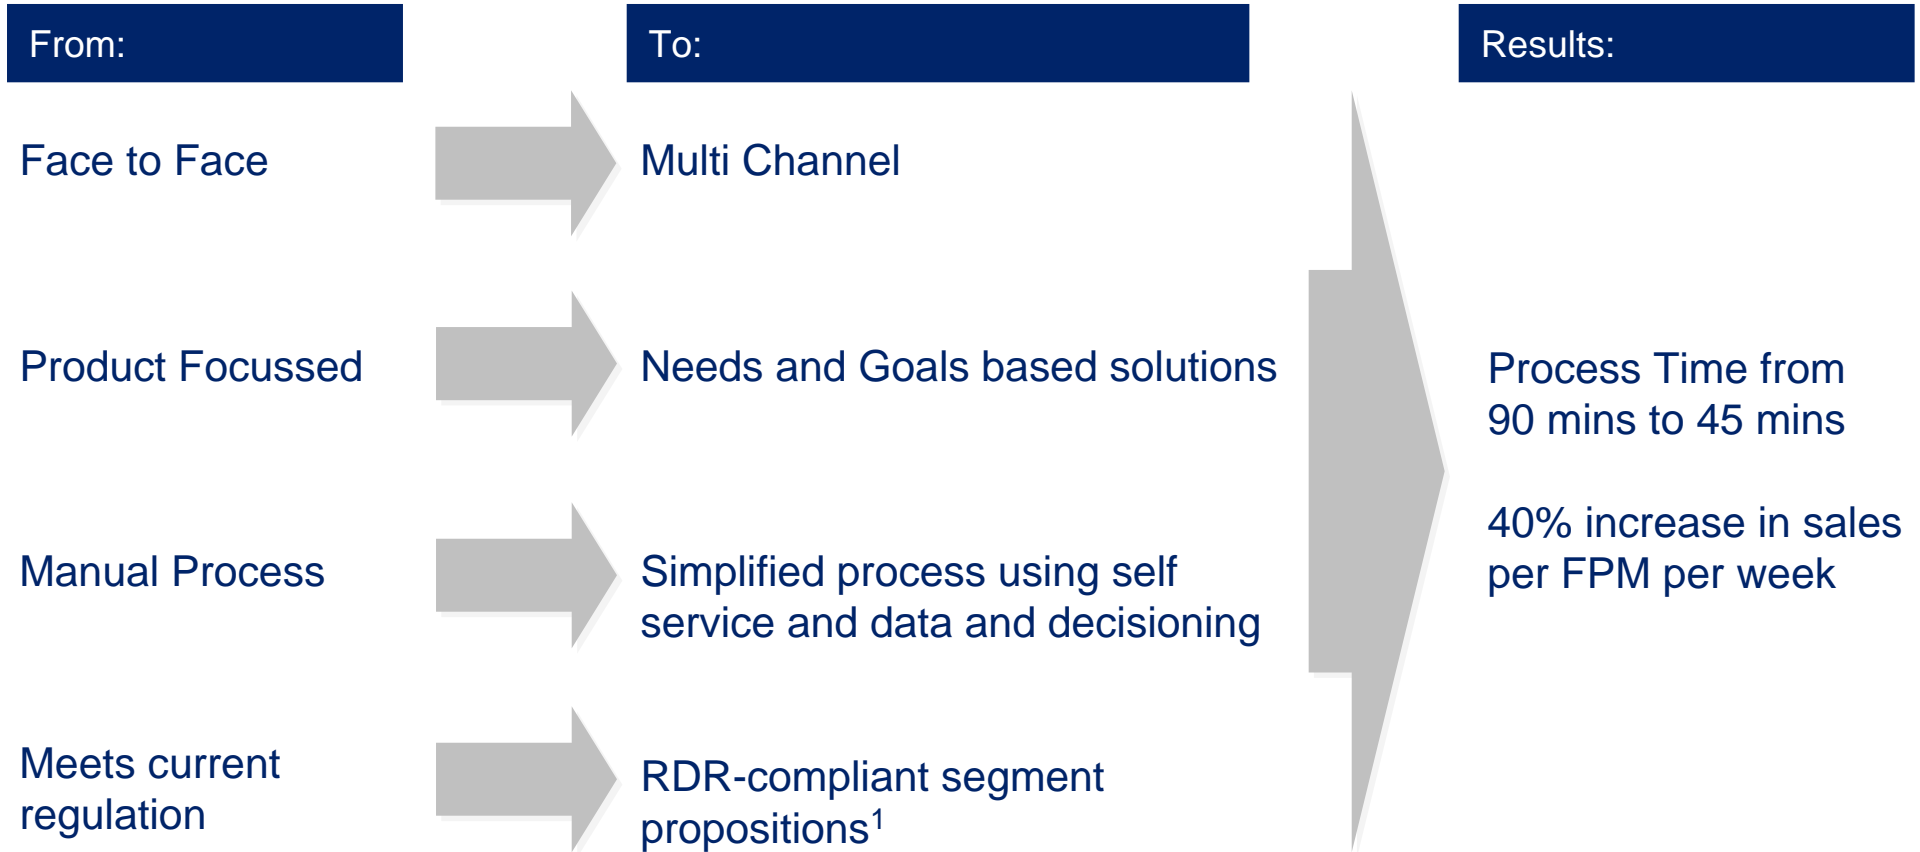 From:
To:
Results:
Face to Face
Multi Channel
Product Focussed
Needs and Goals based solutions
Manual Process
Simplified process using self
service and data and decisioning
Meets current
regulation
RDR-compliant segment
propositions¹
Process Time from
90 mins to 45 mins
40% increase in sales
per FPM per week